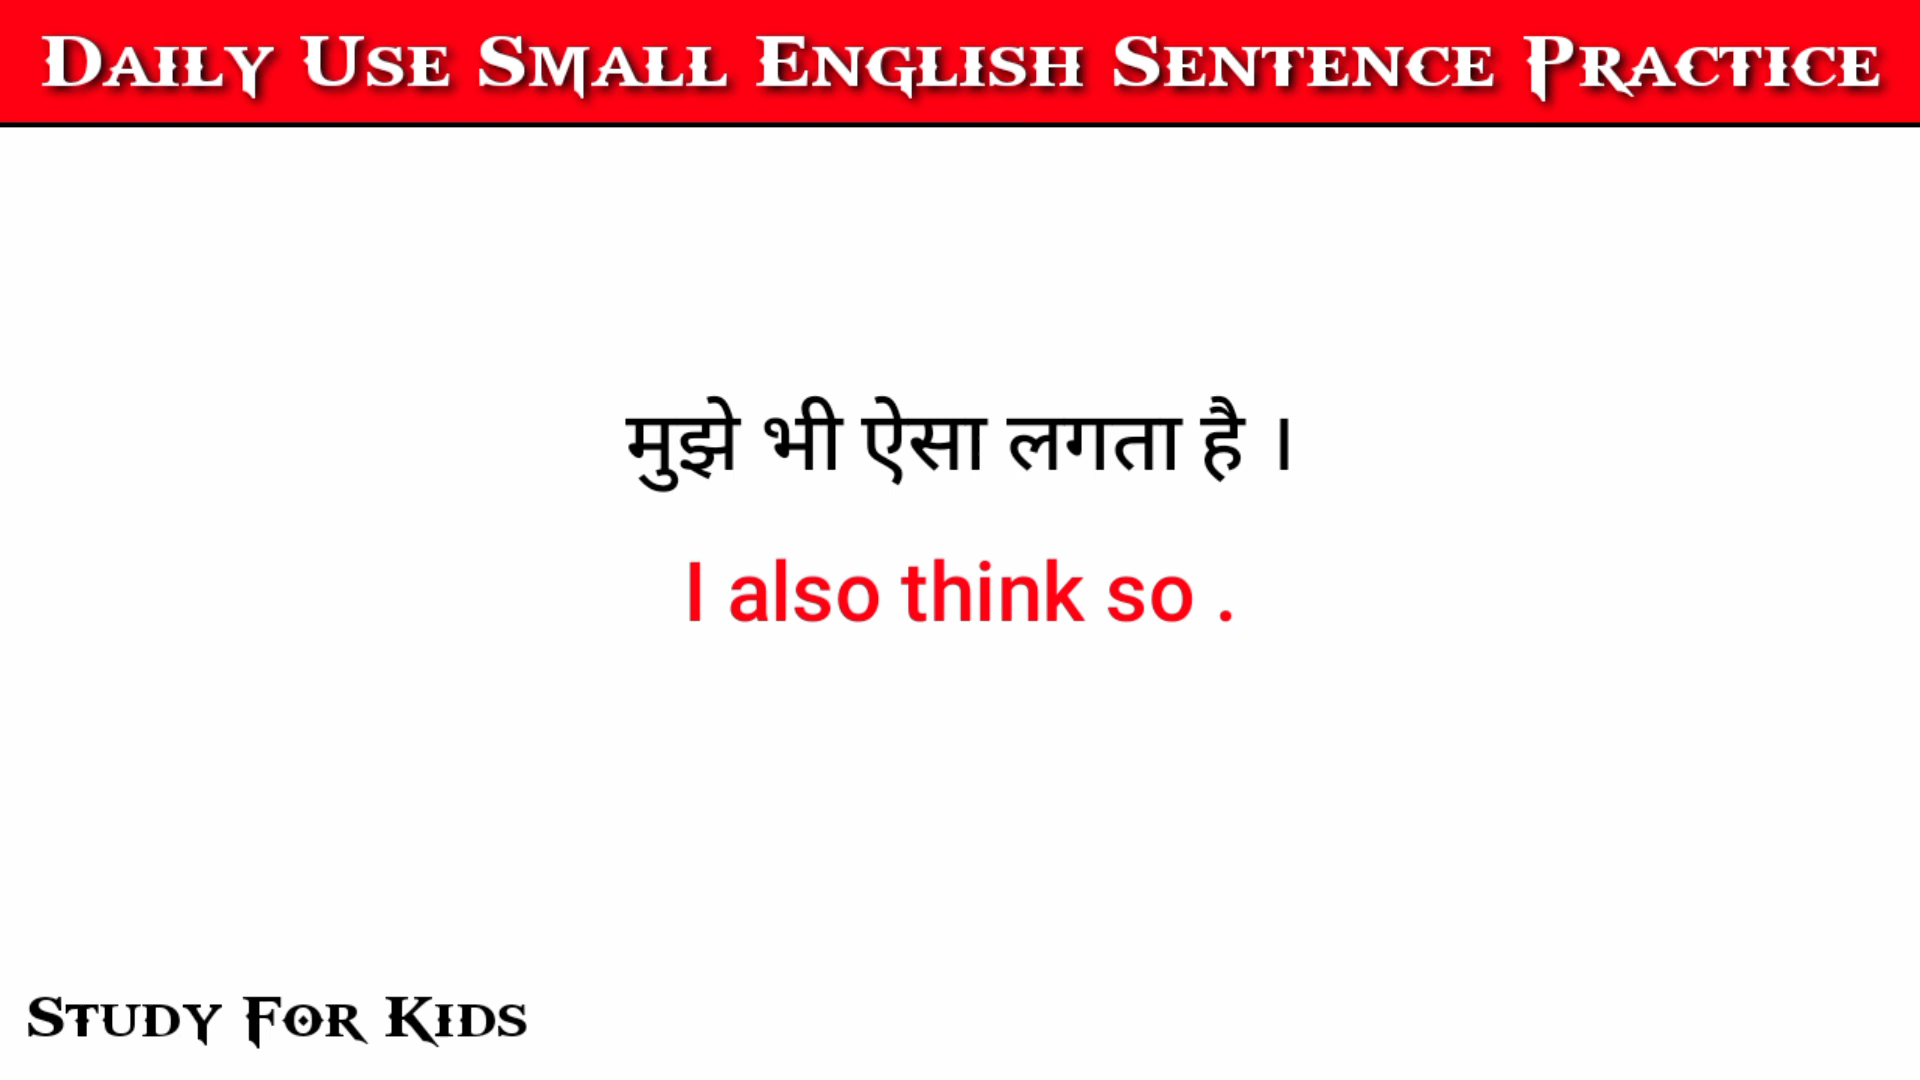 Daily Use Small English Sentence Practice
मुझे भी ऐसा लगता है ।
I also think so .
Study For Kids